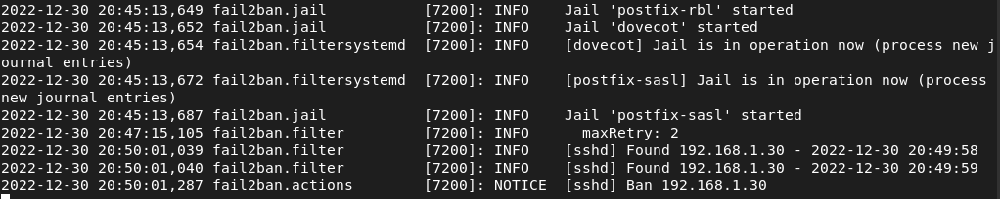 2022-12-30 20:45:13,649 fail2ban.jail           [7200]: INFO    Jail 'postfix-rbl' started
2022-12-30 20:45:13,652 fail2ban.jail           [7200]: INFO    Jail 'dovecot' started
2022-12-30 20:45:13,654 fail2ban.filtersystemd  [7200]: INFO    [dovecot] Jail is in operation now (process new j
ournal entries)
2022-12-30 20:45:13,672 fail2ban.filtersystemd  [7200]: INFO    [postfix-sasl] Jail is in operation now (process 
new journal entries)
2022-12-30 20:45:13,687 fail2ban.jail           [7200]: INFO    Jail 'postfix-sasl' started
2022-12-30 20:47:15,105 fail2ban.filter         [7200]: INFO      maxRetry: 2
2022-12-30 20:50:01,039 fail2ban.filter         [7200]: INFO    [sshd] Found 192.168.1.30 - 2022-12-30 20:49:58
2022-12-30 20:50:01,040 fail2ban.filter         [7200]: INFO    [sshd] Found 192.168.1.30 - 2022-12-30 20:49:59
2022-12-30 20:50:01,287 fail2ban.actions        [7200]: NOTICE  [sshd] Ban 192.168.1.30